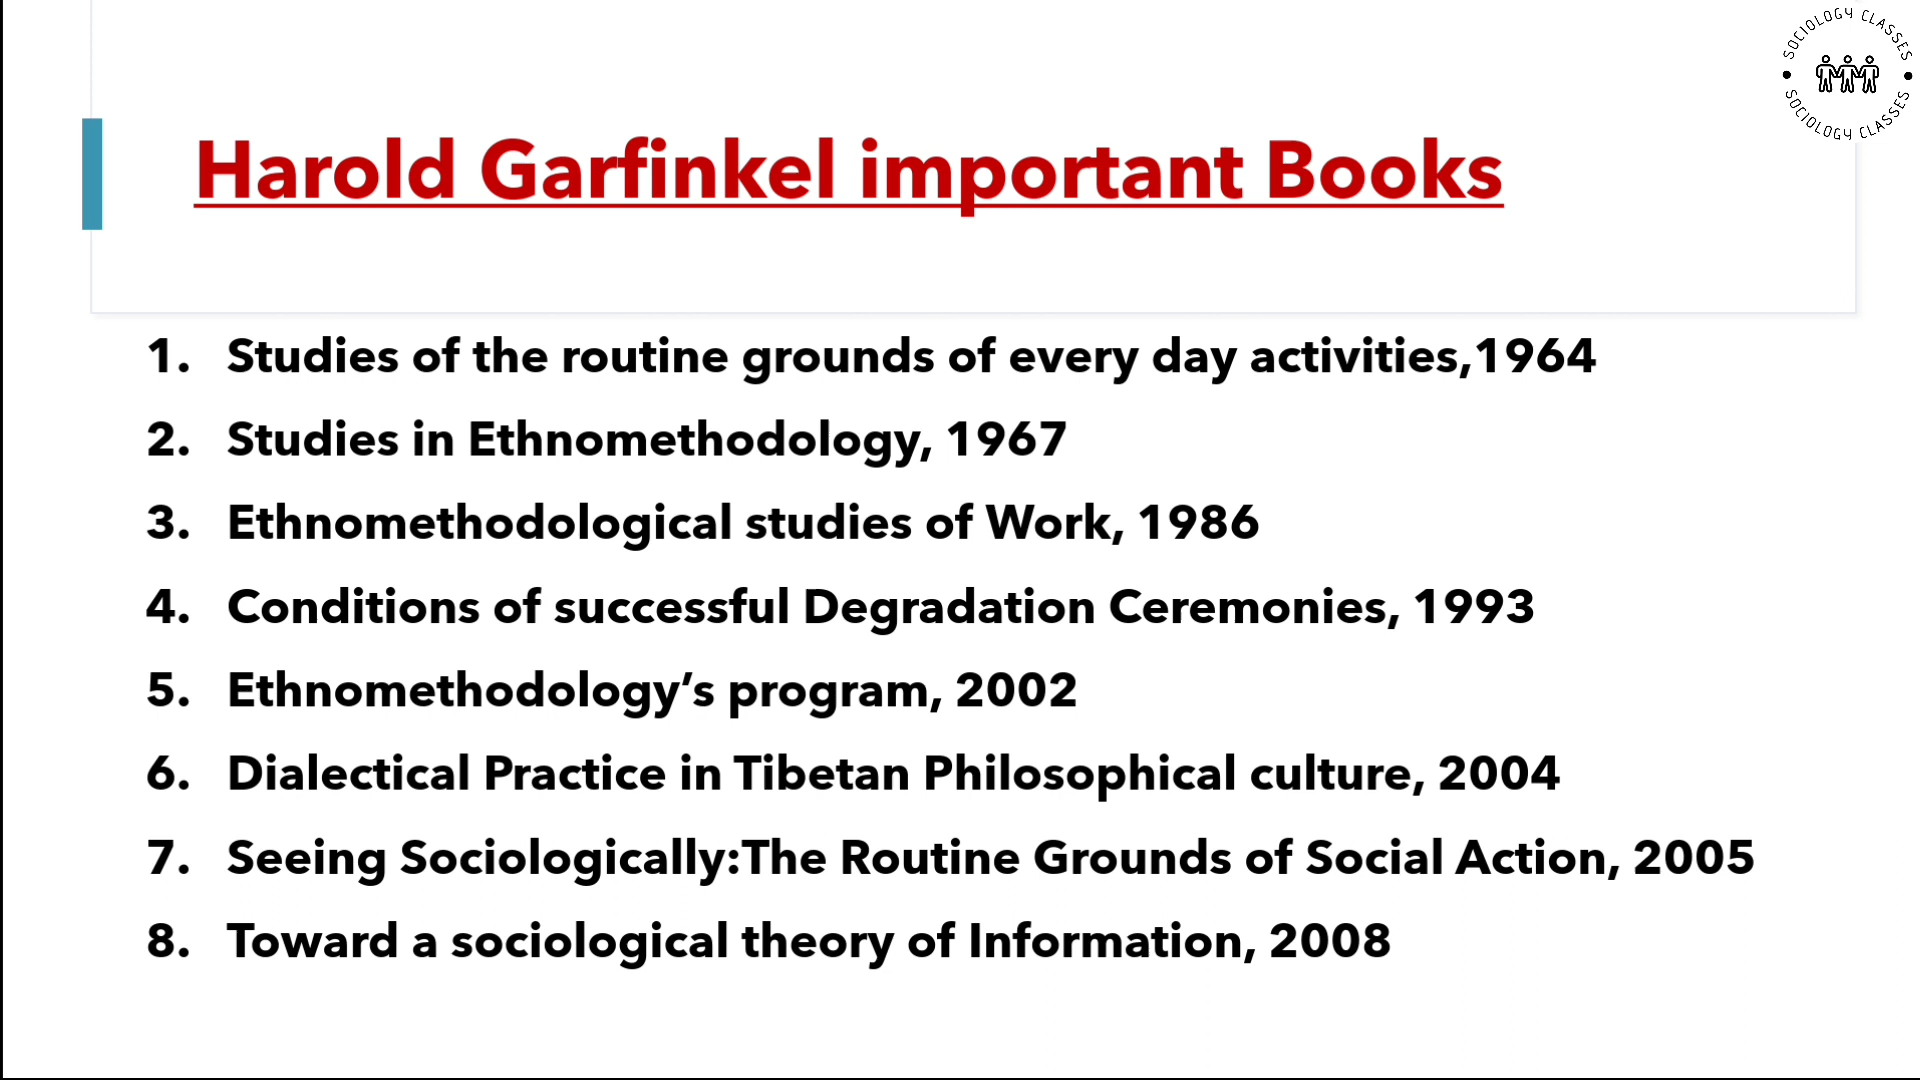 SOCIOLOGY CLASSES
SOCIOLOGY CLASSES
Harold Garfinkel important Books
1. Studies of the routine grounds of every day activities,1964
2. Studies in Ethnomethodology, 1967
3. Ethnomethodological studies of Work, 1986
4. Conditions of successful Degradation Ceremonies, 1993
5. Ethnomethodology’s program, 2002
6. Dialectical Practice in Tibetan Philosophical culture, 2004
7. Seeing Sociologically:The Routine Grounds of Social Action, 2005
8. Toward a sociological theory of Information, 2008